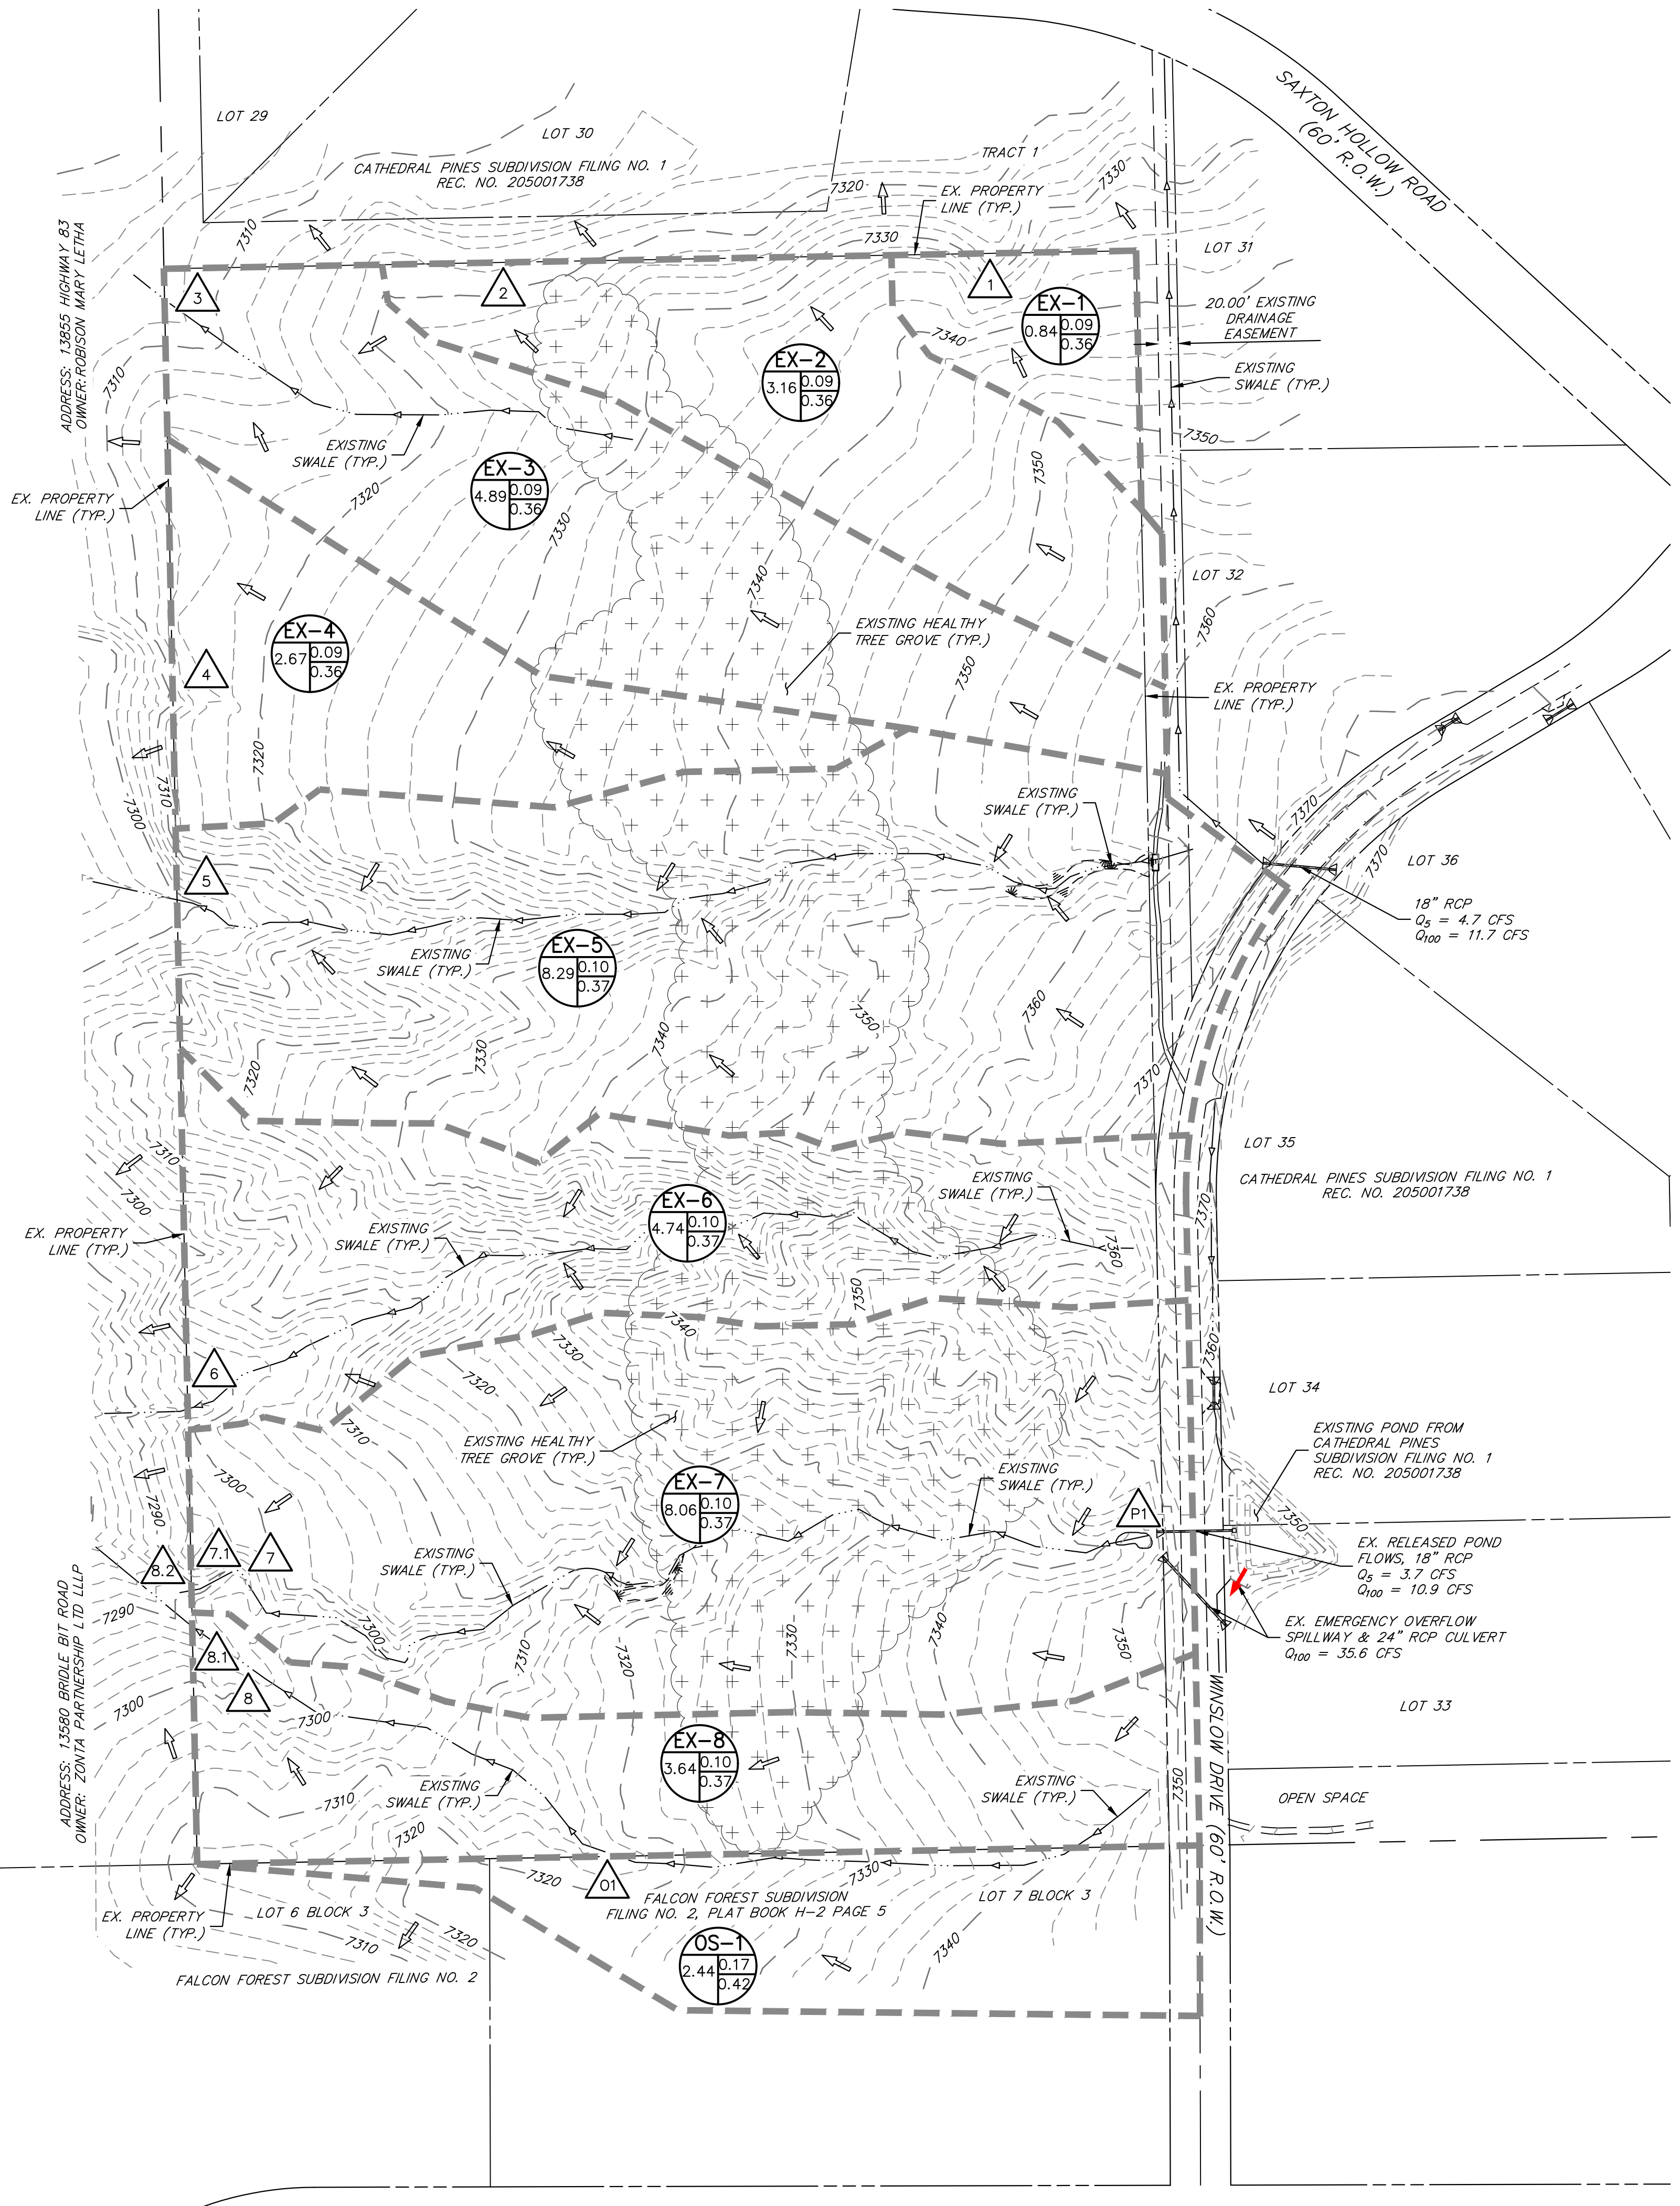 SAXTON HOLLOW ROAD
(60' R.O.W.)
LOT 29
LOT 30
CATHEDRAL PINES SUBDIVISION FILING NO. 1
REC. NO. 205001738
TRACT 1
7320
7330
EX. PROPERTY
LINE (TYP.)
7310
7330
LOT 31
ADDRESS: 13855 HIGHWAY 83
OWNER: ROBISON MARY LETHA
3
2
1
EX-1
0.84
0.09
0.36
20.00' EXISTING
DRAINAGE
EASEMENT
7340
EX-2
3.16
0.09
0.36
EXISTING
SWALE (TYP.)
7310
7350
EXISTING
SWALE (TYP.)
EX-3
4.89
0.09
0.36
7350
7320
7330
EX. PROPERTY
LINE (TYP.)
7340
LOT 32
EX-4
2.67
0.09
0.36
EXISTING HEALTHY
TREE GROVE (TYP.)
7360
4
7350
EX. PROPERTY
LINE (TYP.)
7320
7310
7300
EXISTING
SWALE (TYP.)
7370
7370
LOT 36
5
18" RCP
Q5 = 4.7 CFS
Q100 = 11.7 CFS
EXISTING
SWALE (TYP.)
EX-5
8.29
0.10
0.37
7360
7350
7340
7330
7320
7370
7310
LOT 35
CATHEDRAL PINES SUBDIVISION FILING NO. 1
REC. NO. 205001738
7300
EXISTING
SWALE (TYP.)
EX-6
4.74
0.10
0.37
7370
EX. PROPERTY
LINE (TYP.)
EXISTING
SWALE (TYP.)
7360
7350
7340
7330
7360
6
7320
LOT 34
7310
EXISTING HEALTHY
TREE GROVE (TYP.)
EXISTING POND FROM
CATHEDRAL PINES
SUBDIVISION FILING NO. 1
REC. NO. 205001738
7300
7290
EX-7
8.06
0.10
0.37
EXISTING
SWALE (TYP.)
P1
7350
8.2
7.1
7
EXISTING
SWALE (TYP.)
EX. RELEASED POND
FLOWS, 18" RCP
Q5 = 3.7 CFS
Q100 = 10.9 CFS
7290
7300
EX. EMERGENCY OVERFLOW
SPILLWAY & 24" RCP CULVERT
Q100 = 35.6 CFS
ADDRESS: 13580 BRIDLE BIT ROAD
OWNER: ZONTA PARTNERSHIP LTD LLLP
8.1
8
7310
7320
7330
7340
7350
7300
7300
LOT 33
WINSLOW DRIVE (60' R.O.W.)
EX-8
3.64
0.10
0.37
7310
EXISTING
SWALE (TYP.)
EXISTING
SWALE (TYP.)
7350
OPEN SPACE
7320
7320
O1
7330
FALCON FOREST SUBDIVISION
FILING NO. 2, PLAT BOOK H-2 PAGE 5
LOT 7 BLOCK 3
EX. PROPERTY
LINE (TYP.)
LOT 6 BLOCK 3
7310
7320
7340
OS-1
2.44
0.17
0.42
FALCON FOREST SUBDIVISION FILING NO. 2